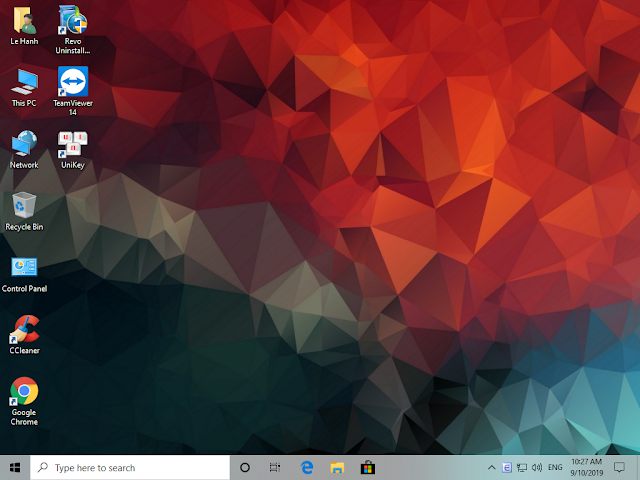 Le Hanh
Revo
Uninstall...
This PC
TeamViewer
14
Network
UniKey
Recycle Bin
Control Panel
CCleaner
Google
Chrome
Type here to search
ENG
10:27 AM
9/10/2019